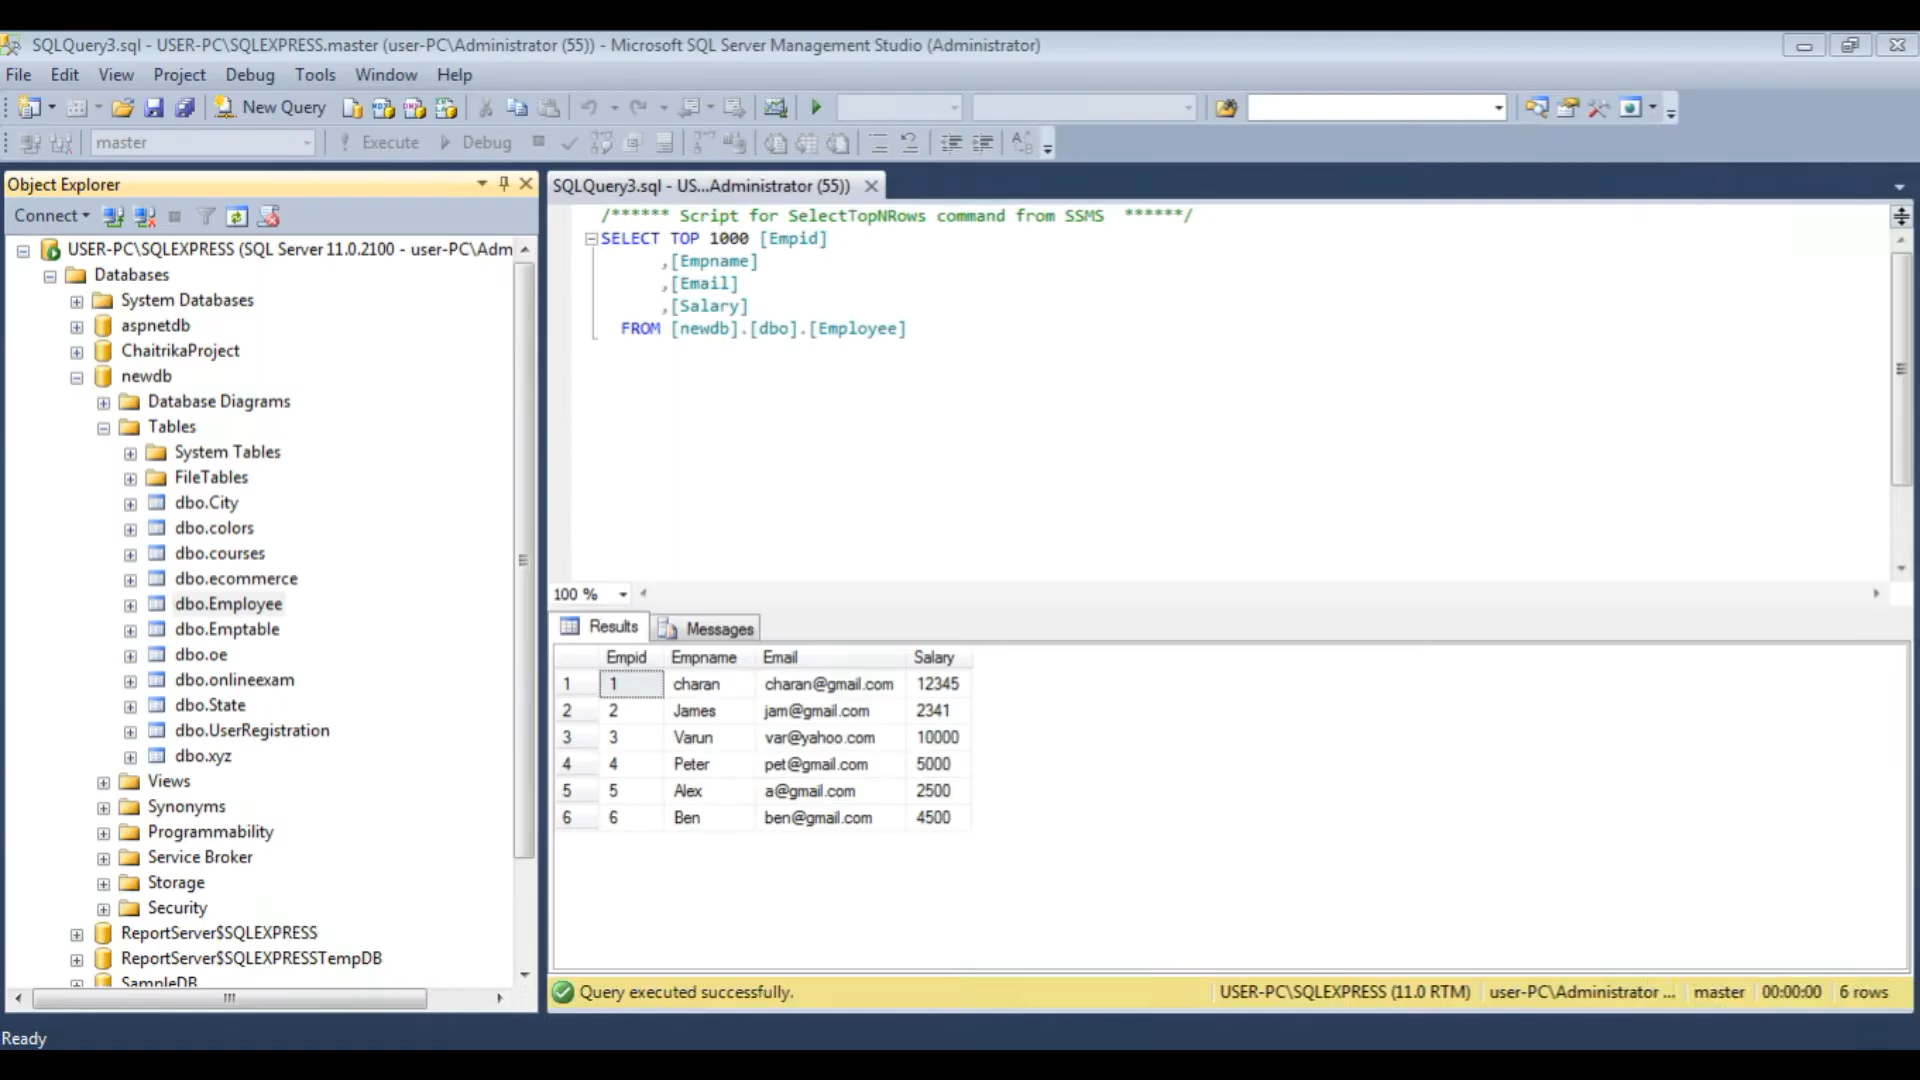 SQLQuery3.sql - USER-PC\SQLEXPRESS.master (user-PC\Administrator (55)) - Microsoft SQL Server Management Studio (Administrator)
File Edit View Project Debug Tools Window Help
New Query
master Execute Debug
Object Explorer
Connect
USER-PC\SQLEXPRESS (SQL Server 11.0.2100 - user-PC\Adm
Databases
System Databases
aspnetdb
ChaitrikaProject
newdb
Database Diagrams
Tables
System Tables
FileTables
dbo.City
dbo.colors
dbo.courses
dbo.ecommerce
dbo.Employee
dbo.Emptable
dbo.oe
dbo.onlineexam
dbo.State
dbo.UserRegistration
dbo.xyz
Views
Synonyms
Programmability
Service Broker
Storage
Security
ReportServer$SQLEXPRESS
ReportServer$SQLEXPRESSTempDB
SampleDB
SQLQuery3.sql - US...Administrator (55))
/****** Script for SelectTopNRows command from SSMS ******/
SELECT TOP 1000 [Empid]
,[Empname]
,[Email]
,[Salary]
FROM [newdb].[dbo].[Employee]
100 %
Results Messages
Empid Empname Email Salary
1 1 charan charan@gmail.com 12345
2 2 James jam@gmail.com 2341
3 3 Varun var@yahoo.com 10000
4 4 Peter pet@gmail.com 5000
5 5 Alex a@gmail.com 2500
6 6 Ben ben@gmail.com 4500
Query executed successfully. USER-PC\SQLEXPRESS (11.0 RTM) user-PC\Administrator ... master 00:00:00 6 rows
Ready